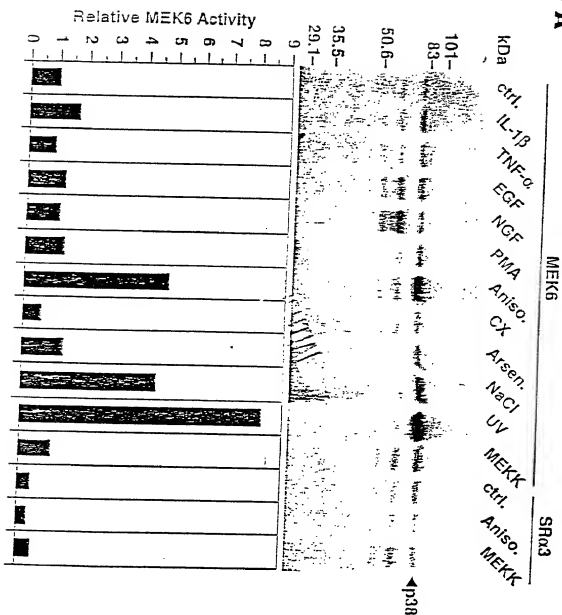 A
MEK6
SRα3
ctrl.
IL-1β
TNF-α
EGF
NGF
PMA
Aniso.
CX
Arsen.
NaCl
UV
MEKK
ctrl.
Aniso.
MEKK
kDa
101–
83–
50.6–
35.5–
29.1–
p38
Relative MEK6 Activity
9
8
7
6
5
4
3
2
1
0